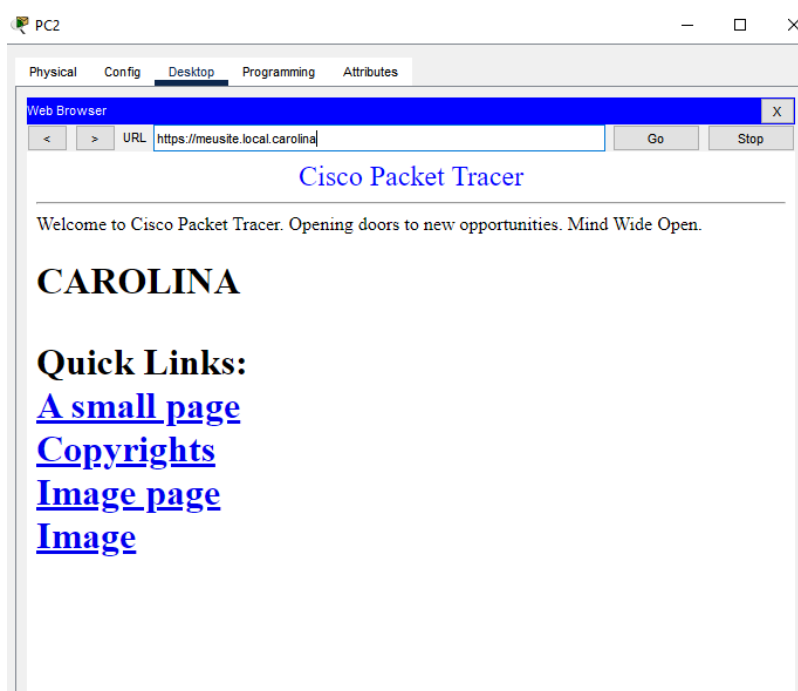 PC2
Physical Config Desktop Programming Attributes
Web Browser
X
< > URL https://meusite.local.carolina Go Stop
Cisco Packet Tracer
Welcome to Cisco Packet Tracer. Opening doors to new opportunities. Mind Wide Open.
CAROLINA
Quick Links:
A small page
Copyrights
Image page
Image